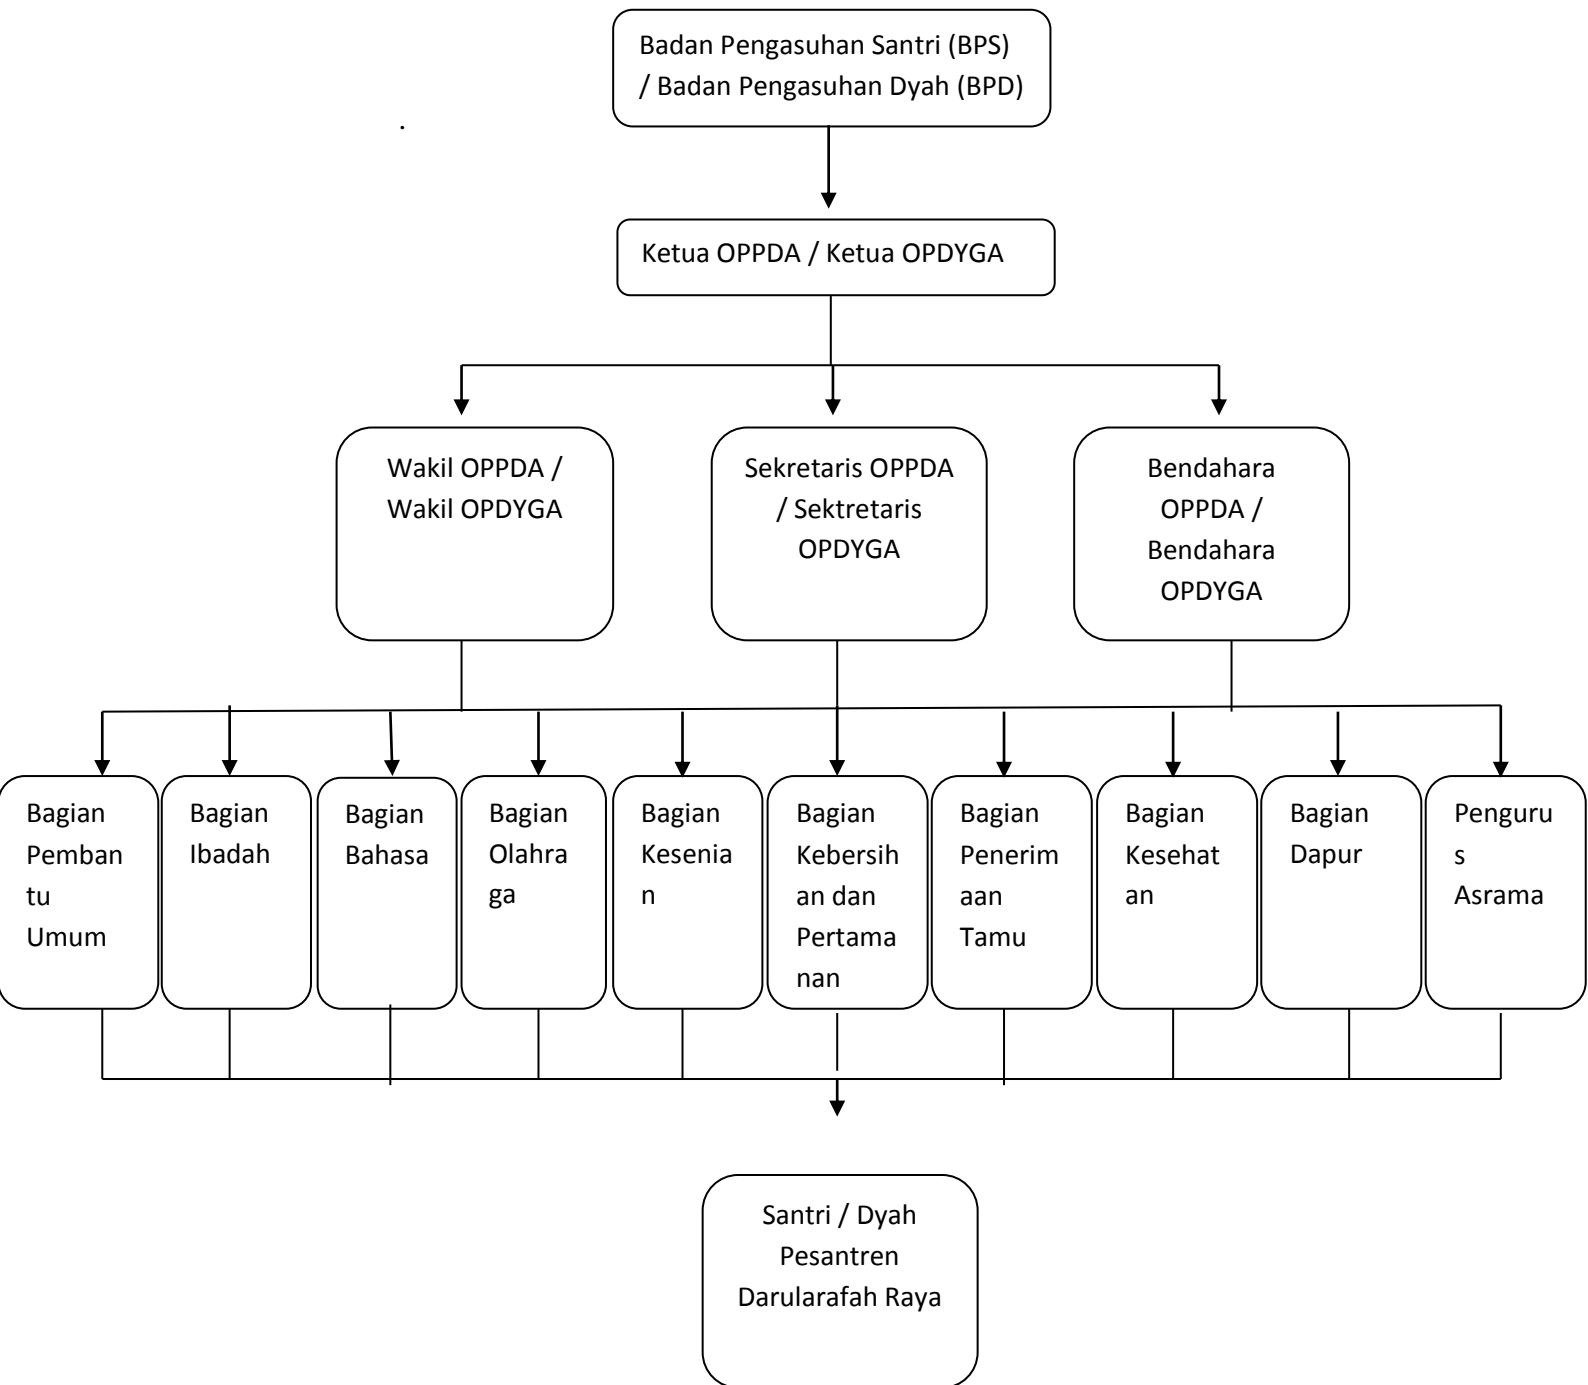 Badan Pengasuhan Santri (BPS)
/ Badan Pengasuhan Dyah (BPD)
.
Ketua OPPDA / Ketua OPDYGA
Wakil OPPDA /
Wakil OPDYGA
Sekretaris OPPDA
/ Sektretaris
OPDYGA
Bendahara
OPPDA /
Bendahara
OPDYGA
Bagian
Pemban
tu
Umum
Bagian
Ibadah
Bagian
Bahasa
Bagian
Olahra
ga
Bagian
Kesenia
n
Bagian
Kebersih
an dan
Pertama
nan
Bagian
Penerim
aan
Tamu
Bagian
Kesehat
an
Bagian
Dapur
Penguru
s
Asrama
Santri / Dyah
Pesantren
Darularafah Raya